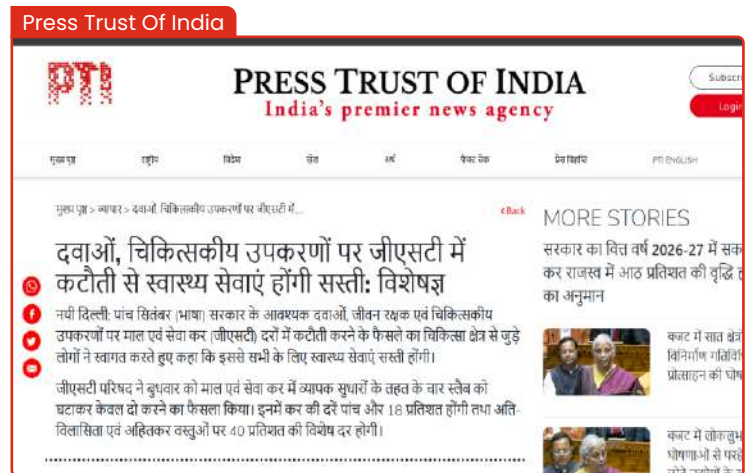 Press Trust Of India
PTI
PRESS TRUST OF INDIA
India's premier news agency
Subscr
Login
मुख्य पृष्ठ
राष्ट्रीय
विदेश
खेल
अर्थ
फैक्ट चेक
प्रेस विज्ञप्ति
PTI ENGLISH
मुख्य पृष्ठ > व्यापार > दवाओं, चिकित्सकीय उपकरणों पर जीएसटी में...
Back
दवाओं, चिकित्सकीय उपकरणों पर जीएसटी में
कटौती से स्वास्थ्य सेवाएं होंगी सस्ती: विशेषज्ञ
नयी दिल्ली: पांच सितंबर (भाषा) सरकार के आवश्यक दवाओं, जीवन रक्षक एवं चिकित्सकीय
उपकरणों पर माल एवं सेवा कर (जीएसटी) दरों में कटौती करने के फैसले का चिकित्सा क्षेत्र से जुड़े
लोगों ने स्वागत करते हुए कहा कि इससे सभी के लिए स्वास्थ्य सेवाएं सस्ती होंगी।
जीएसटी परिषद ने बुधवार को माल एवं सेवा कर में व्यापक सुधारों के तहत के चार स्लैब को
घटाकर केवल दो करने का फैसला किया। इनमें कर की दरें पांच और 18 प्रतिशत होंगी तथा अति-
विलासिता एवं अहितकर वस्तुओं पर 40 प्रतिशत की विशेष दर होगी।
MORE STORIES
सरकार का वित्त वर्ष 2026-27 में सक
कर राजस्व में आठ प्रतिशत की वृद्धि
का अनुमान
बजट में सात क्षेत्रो
विनिर्माण गतिविधि
प्रोत्साहन की घोष
बजट में लोकलुभ
घोषणाओं से परहे